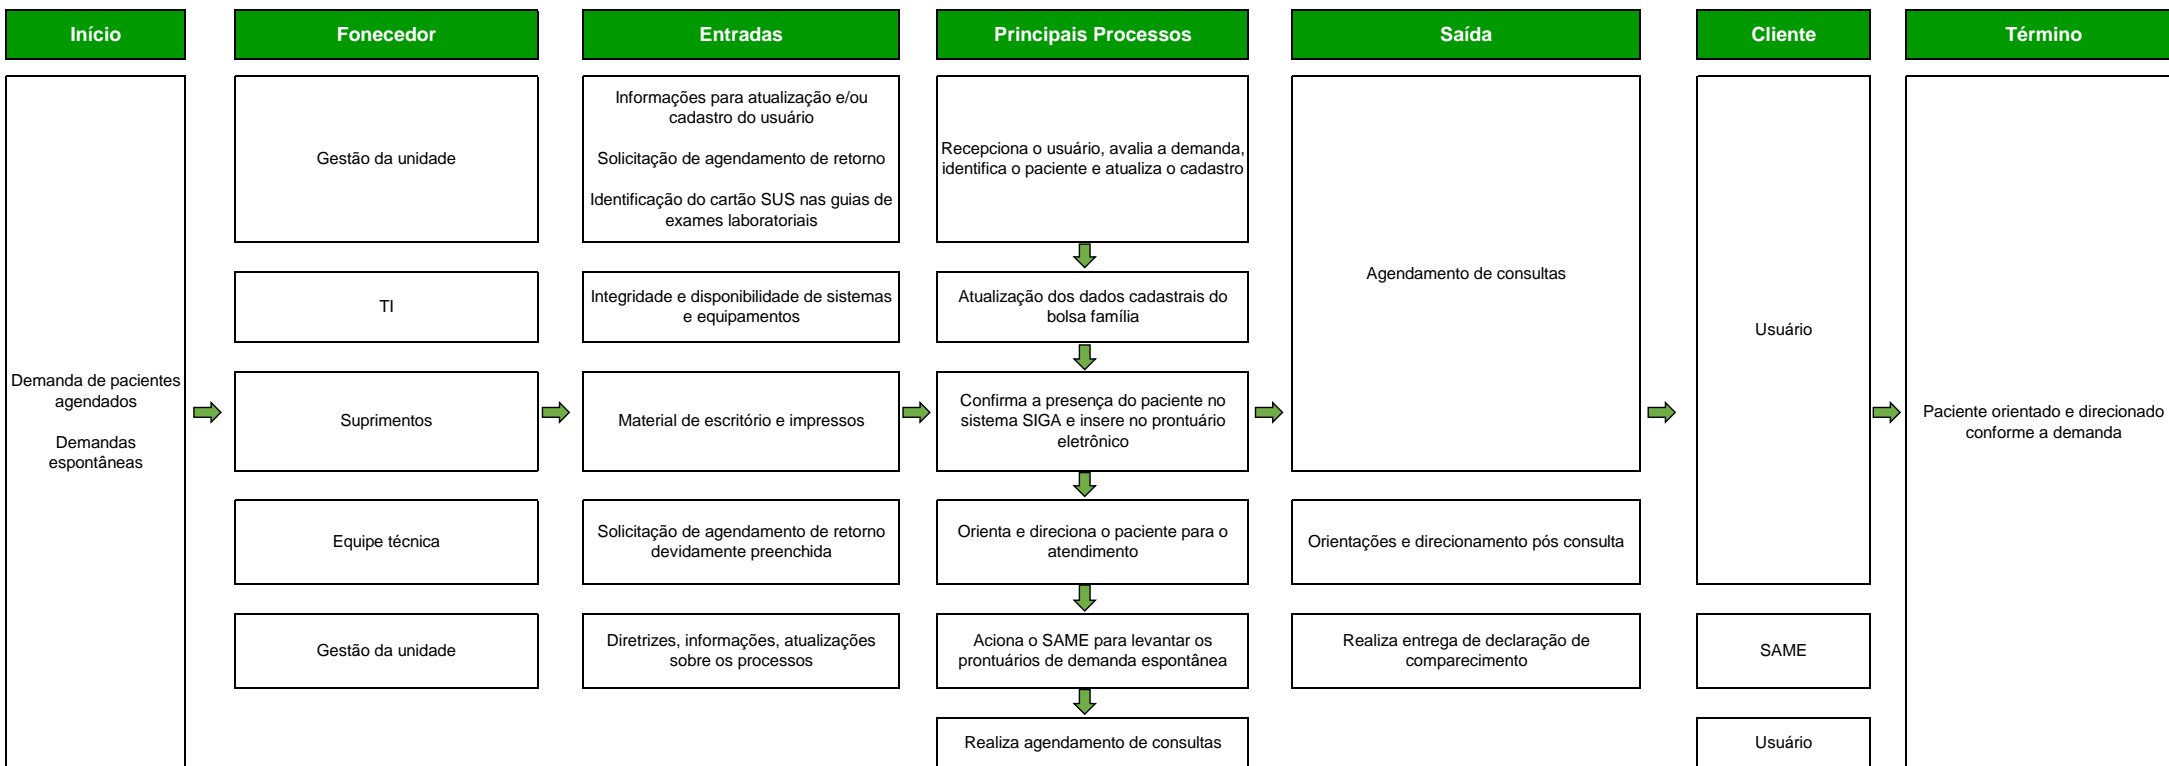 Início
Fonecedor
Entradas
Principais Processos
Saída
Cliente
Término
Demanda de pacientes
agendados
Demandas
espontâneas
Gestão da unidade
TI
Suprimentos
Equipe técnica
Gestão da unidade
Informações para atualização e/ou
cadastro do usuário
Solicitação de agendamento de retorno
Identificação do cartão SUS nas guias de
exames laboratoriais
Integridade e disponibilidade de sistemas
e equipamentos
Material de escritório e impressos
Solicitação de agendamento de retorno
devidamente preenchida
Diretrizes, informações, atualizações
sobre os processos
Recepciona o usuário, avalia a demanda,
identifica o paciente e atualiza o cadastro
Atualização dos dados cadastrais do
bolsa família
Confirma a presença do paciente no
sistema SIGA e insere no prontuário
eletrônico
Orienta e direciona o paciente para o
atendimento
Aciona o SAME para levantar os
prontuários de demanda espontânea
Realiza agendamento de consultas
Agendamento de consultas
Orientações e direcionamento pós consulta
Realiza entrega de declaração de
comparecimento
Usuário
SAME
Usuário
Paciente orientado e direcionado
conforme a demanda